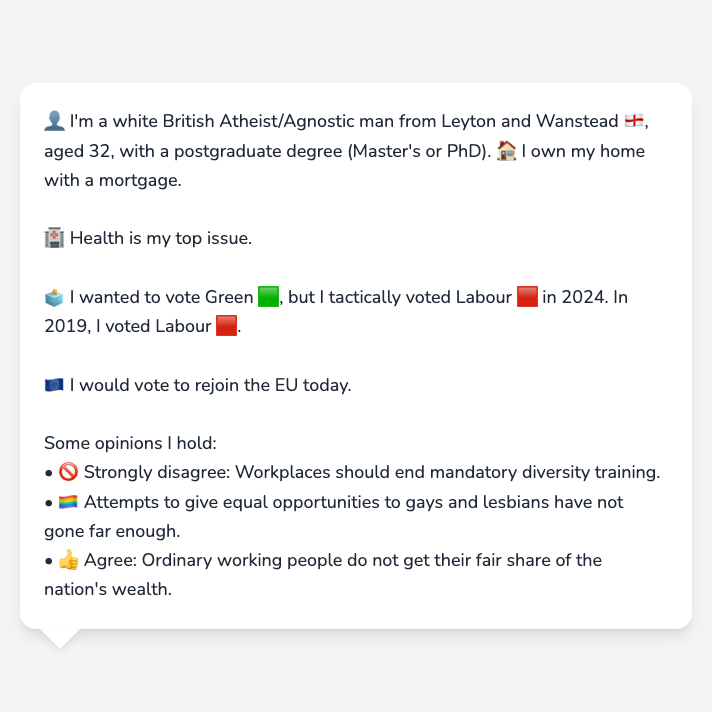 👤 I'm a white British Atheist/Agnostic man from Leyton and Wanstead 🏴󠁧󠁢󠁥󠁮󠁧󠁿,
aged 32, with a postgraduate degree (Master's or PhD). 🏠 I own my home
with a mortgage.
🏥 Health is my top issue.
🗳️ I wanted to vote Green 🟩, but I tactically voted Labour 🟥 in 2024. In
2019, I voted Labour 🟥.
🇪🇺 I would vote to rejoin the EU today.
Some opinions I hold:
• 🚫 Strongly disagree: Workplaces should end mandatory diversity training.
• 🏳️‍🌈 Attempts to give equal opportunities to gays and lesbians have not
gone far enough.
• 👍 Agree: Ordinary working people do not get their fair share of the
nation's wealth.